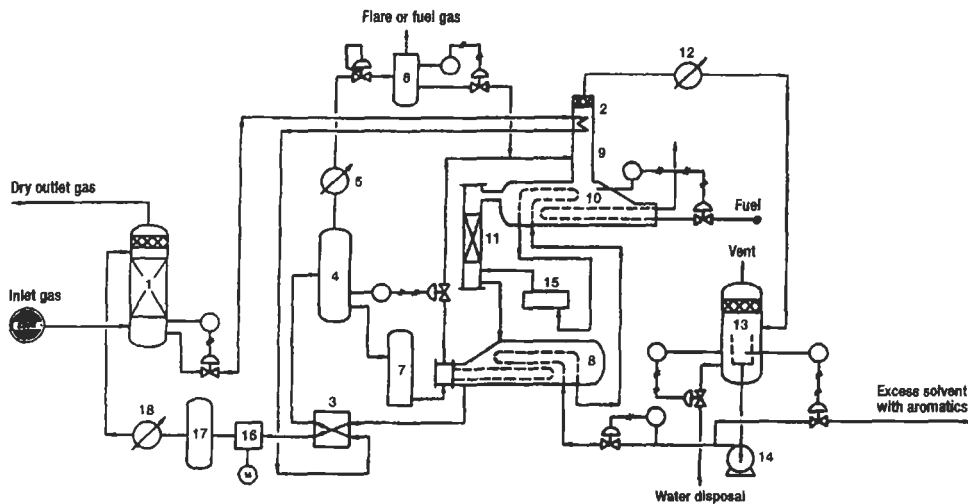 Flare or fuel gas
12
6
2
9
5
Dry outlet gas
10
Fuel
11
1
4
15
Vent
Inlet gas
13
8
7
3
Excess solvent
with aromatics
18
17
16
14
Water disposal